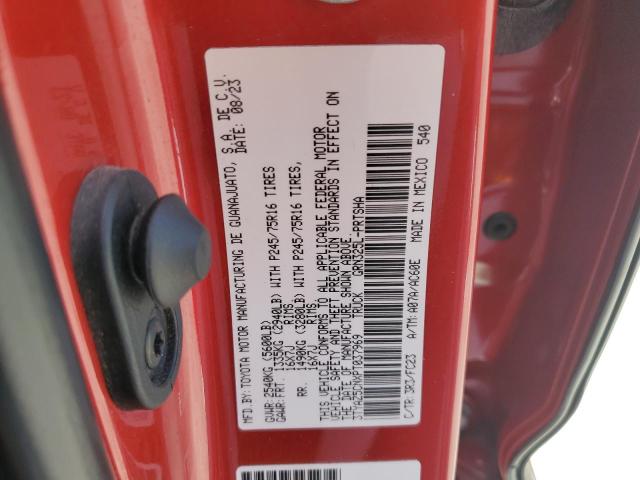 MFD.BY: TOYOTA MOTOR MANUFACTURING DE GUANAJUATO, S.A. DE C.V.
DATE: 08/23
GVWR: 2540KG (5600LB)
GAWR: FRT. 1335KG (2940LB) WITH P245/75R16 TIRES,
16X7J RIMS
RR. 1490KG (3280LB) WITH P245/75R16 TIRES,
16X7J RIMS
THIS VEHICLE CONFORMS TO ALL APPLICABLE FEDERAL MOTOR
VEHICLE SAFETY AND THEFT PREVENTION STANDARDS IN EFFECT ON
THE DATE OF MANUFACTURE SHOWN ABOVE.
3TYAZ5CNXPT037969 TRUCK GRN325L-PRTSHA
C/TR: 3R3/FC23 A/TM: A07A/AC60E MADE IN MEXICO 540